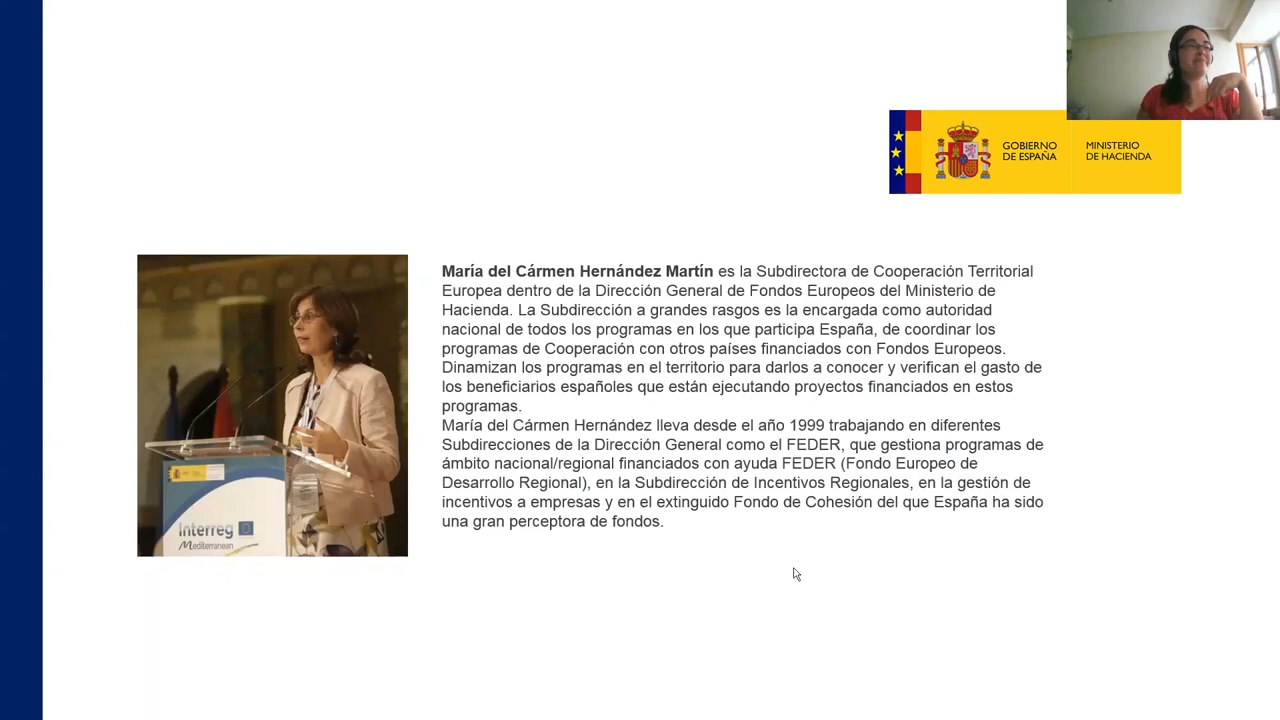 GOBIERNO
DE ESPAÑA
MINISTERIO
DE HACIENDA
María del Cármen Hernández Martín es la Subdirectora de Cooperación Territorial
Europea dentro de la Dirección General de Fondos Europeos del Ministerio de
Hacienda. La Subdirección a grandes rasgos es la encargada como autoridad
nacional de todos los programas en los que participa España, de coordinar los
programas de Cooperación con otros países financiados con Fondos Europeos.
Dinamizan los programas en el territorio para darlos a conocer y verifican el gasto de
los beneficiarios españoles que están ejecutando proyectos financiados en estos
programas.
María del Cármen Hernández lleva desde el año 1999 trabajando en diferentes
Subdirecciones de la Dirección General como el FEDER, que gestiona programas de
ámbito nacional/regional financiados con ayuda FEDER (Fondo Europeo de
Desarrollo Regional), en la Subdirección de Incentivos Regionales, en la gestión de
incentivos a empresas y en el extinguido Fondo de Cohesión del que España ha sido
una gran perceptora de fondos.
Interreg
Mediterranean